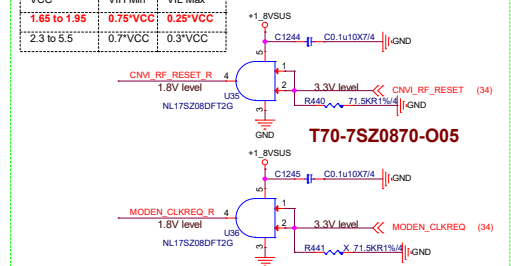 VCC VIH Min VIL Max
1.65 to 1.95 0.75*VCC 0.25*VCC
2.3 to 5.5 0.7*VCC 0.3*VCC
+1_8VSUS
C1244 C0.1u10X7/4
GND
5
CNVI_RF_RESET_R 4
1
1.8V level
2
3.3V level CNVI_RF_RESET (34)
U35
NL17SZ08DFT2G
3
R440 71.5KR1%/4
GND
GND
T70-7SZ0870-O05
+1_8VSUS
C1245 C0.1u10X7/4
GND
5
MODEN_CLKREQ_R 4
1
1.8V level
2
3.3V level MODEN_CLKREQ (34)
U36
NL17SZ08DFT2G
3
R441 X_71.5KR1%/4
GND